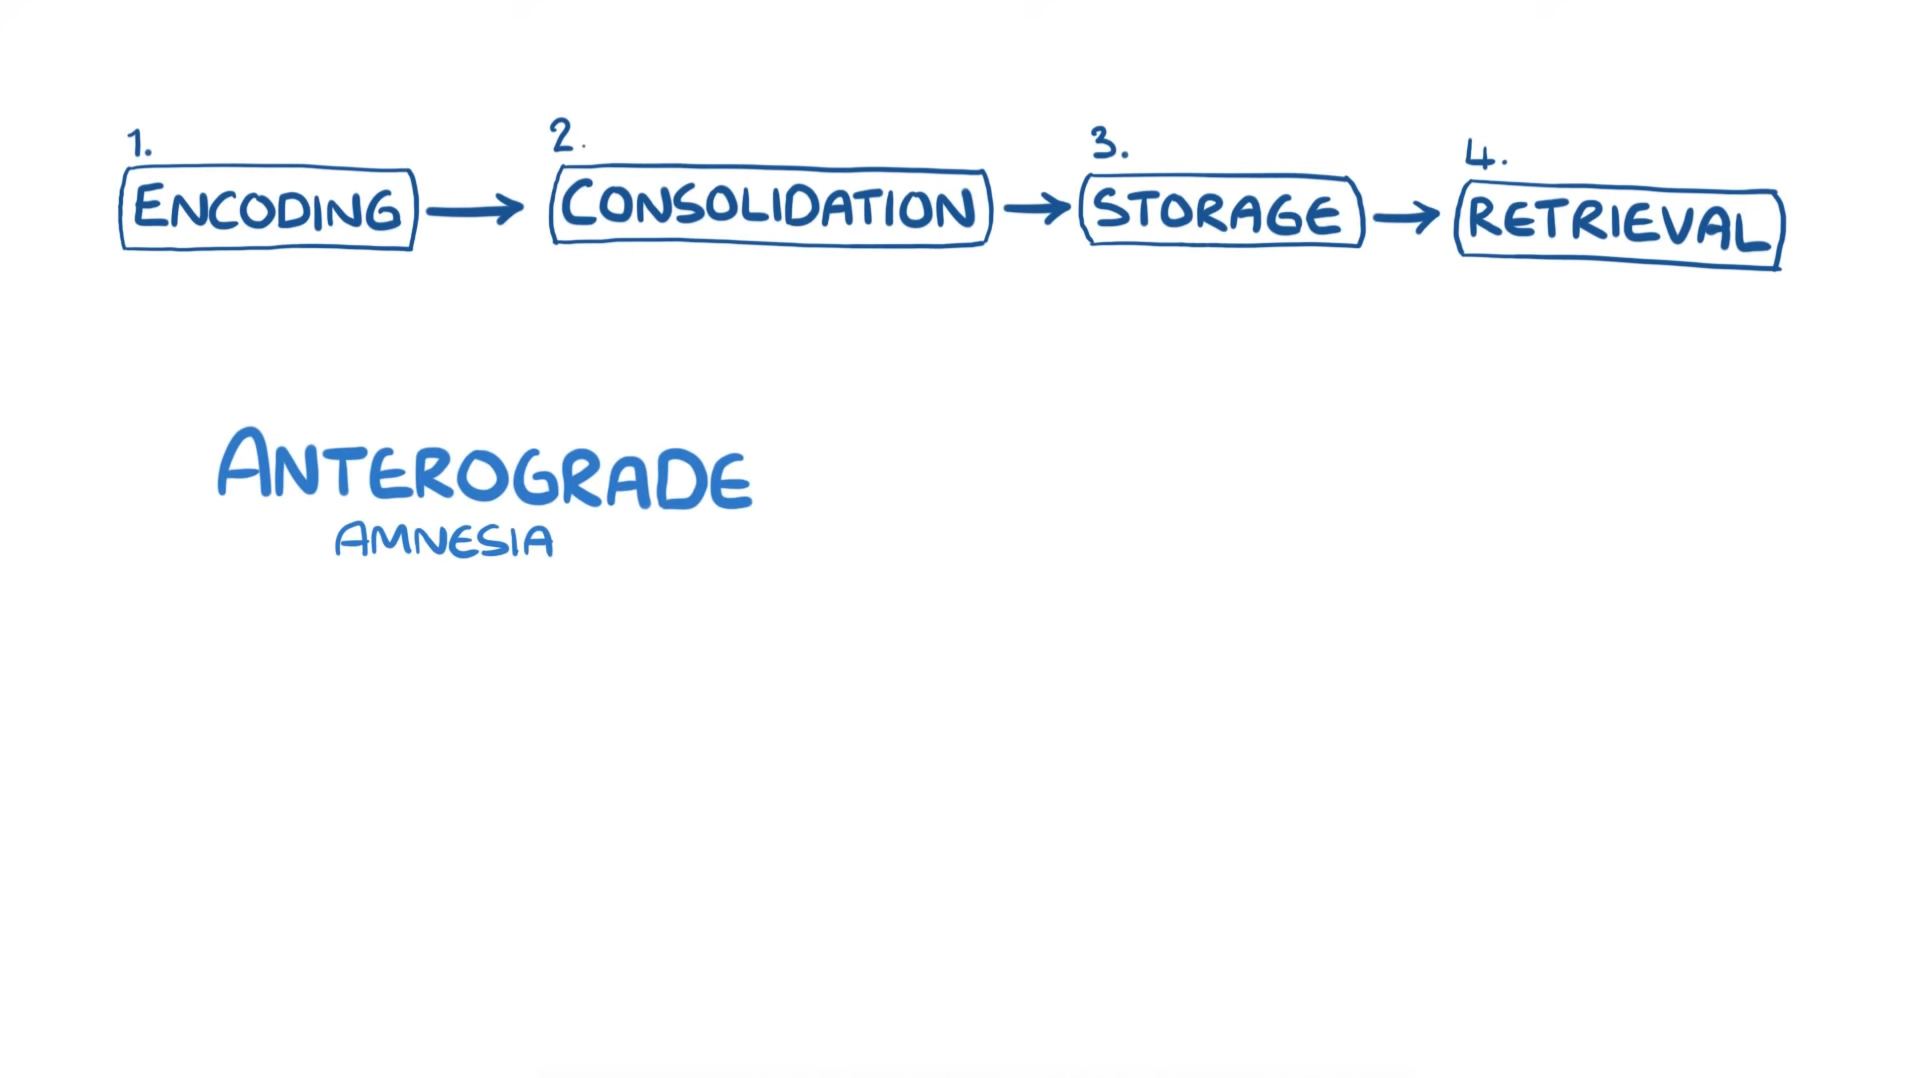 1. 2. 3. 4.
ENCODING → CONSOLIDATION → STORAGE → RETRIEVAL
ANTEROGRADE
AMNESIA